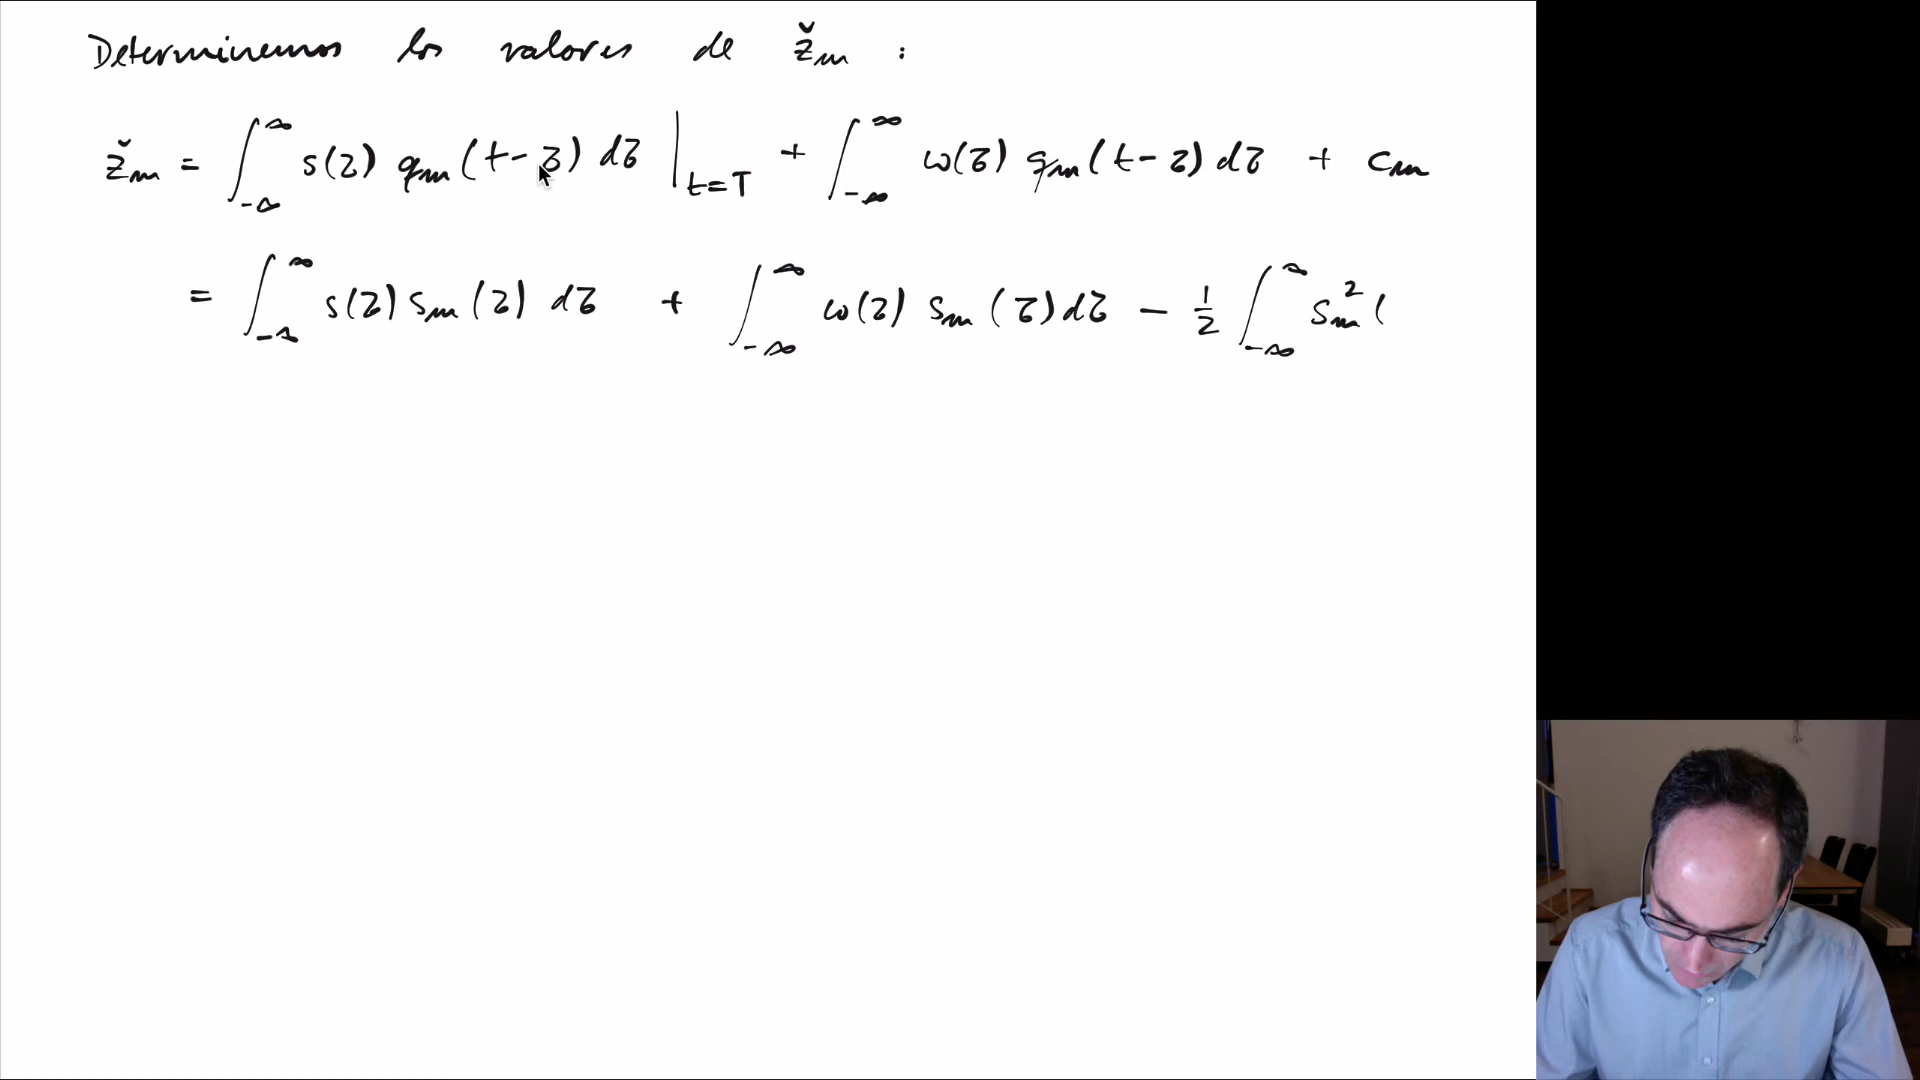 Determinemos los valores de ž_m :
ž_m = ∫_{-∞}^{∞} s(τ) q_m(t-τ) dτ |_{t=T} + ∫_{-∞}^{∞} ω(τ) q_m(t-τ) dτ + c_m
= ∫_{-∞}^{∞} s(τ) s_m(τ) dτ + ∫_{-∞}^{∞} ω(τ) s_m(τ) dτ - 1/2 ∫_{-∞}^{∞} s_m^2 (